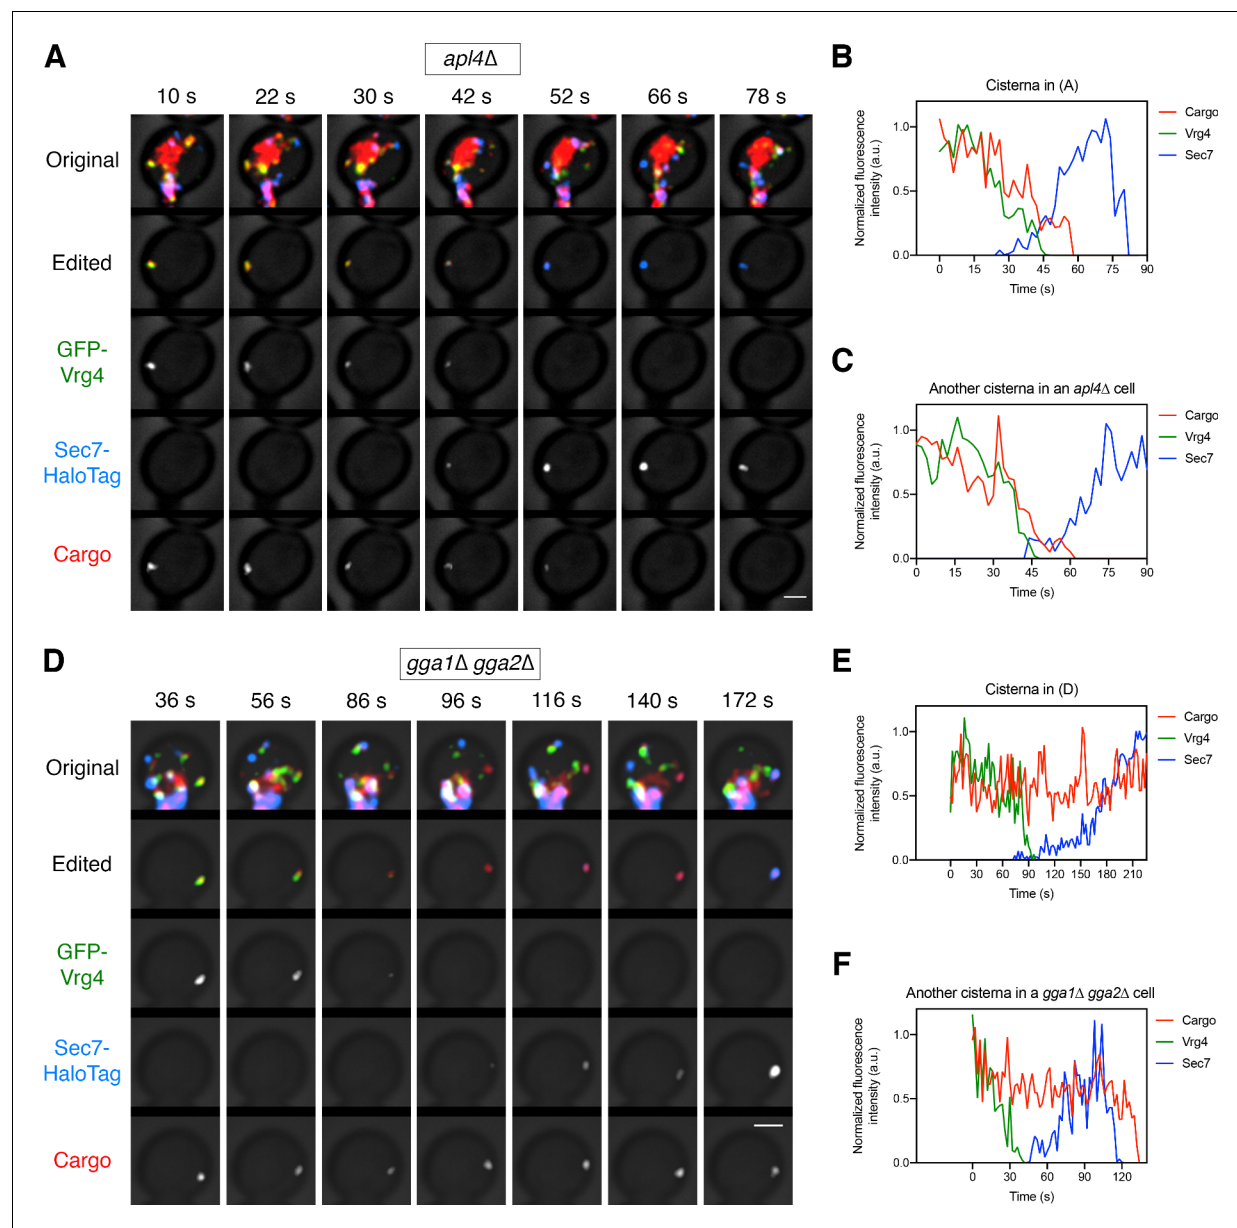 A
apl4Δ
10 s 22 s 30 s 42 s 52 s 66 s 78 s
Original
Edited
GFP-
Vrg4
Sec7-
HaloTag
Cargo
B
Cisterna in (A)
Normalized fluorescence
intensity (a.u.)
1.0
0.5
0.0
0 15 30 45 60 75 90
Time (s)
Cargo
Vrg4
Sec7
C
Another cisterna in an apl4Δ cell
Normalized fluorescence
intensity (a.u.)
1.0
0.5
0.0
0 15 30 45 60 75 90
Time (s)
Cargo
Vrg4
Sec7
D
gga1Δ gga2Δ
36 s 56 s 86 s 96 s 116 s 140 s 172 s
Original
Edited
GFP-
Vrg4
Sec7-
HaloTag
Cargo
E
Cisterna in (D)
Normalized fluorescence
intensity (a.u.)
1.0
0.5
0.0
0 30 60 90 120 150 180 210
Time (s)
Cargo
Vrg4
Sec7
F
Another cisterna in a gga1Δ gga2Δ cell
Normalized fluorescence
intensity (a.u.)
1.0
0.5
0.0
0 30 60 90 120
Time (s)
Cargo
Vrg4
Sec7